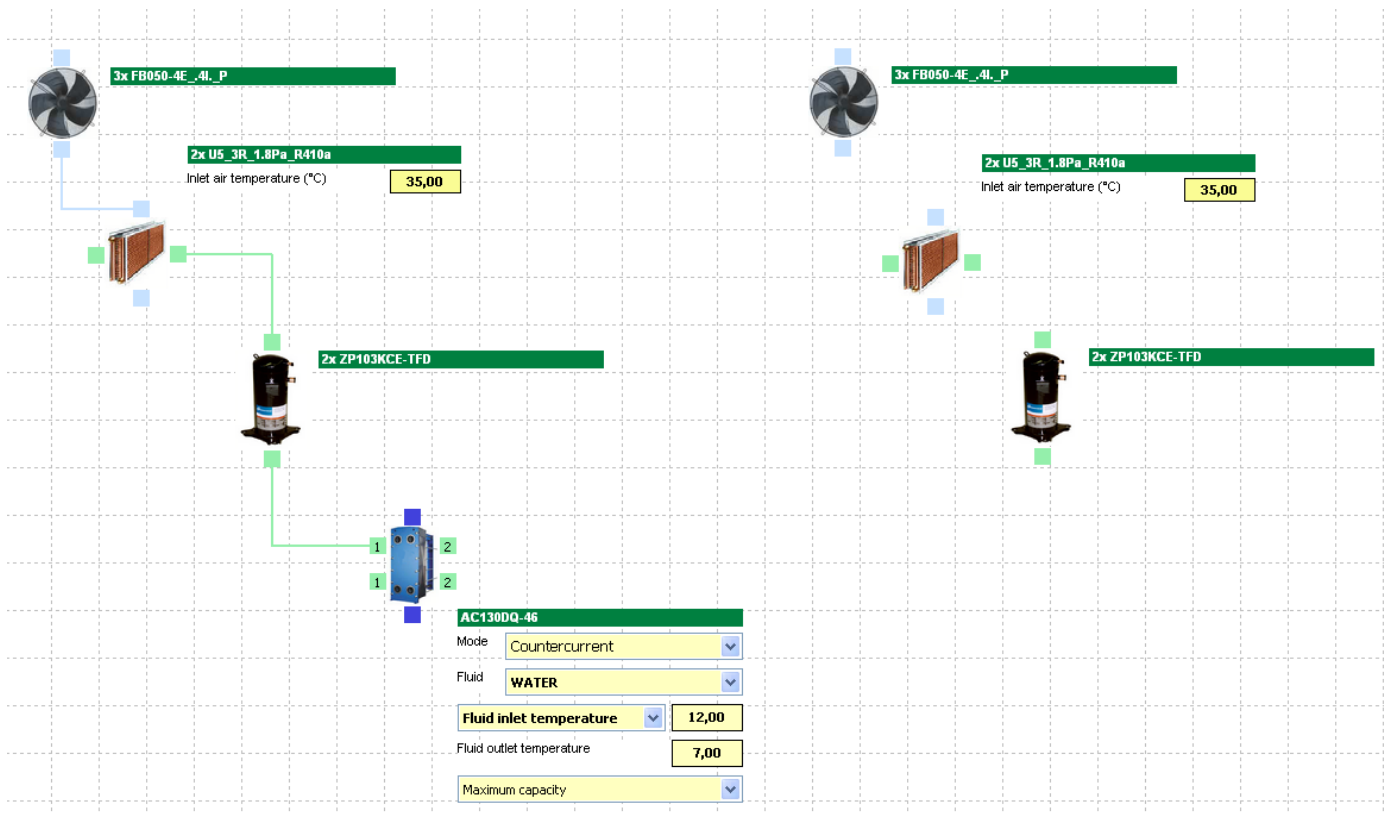 3x FB050-4E_.4I._P
3x FB050-4E_.4I._P
2x U5_3R_1.8Pa_R410a
Inlet air temperature (°C) 35,00
2x U5_3R_1.8Pa_R410a
Inlet air temperature (°C) 35,00
2x ZP103KCE-TFD
2x ZP103KCE-TFD
1 2
1 2
AC130DQ-46
Mode Countercurrent
Fluid WATER
Fluid inlet temperature 12,00
Fluid outlet temperature 7,00
Maximum capacity